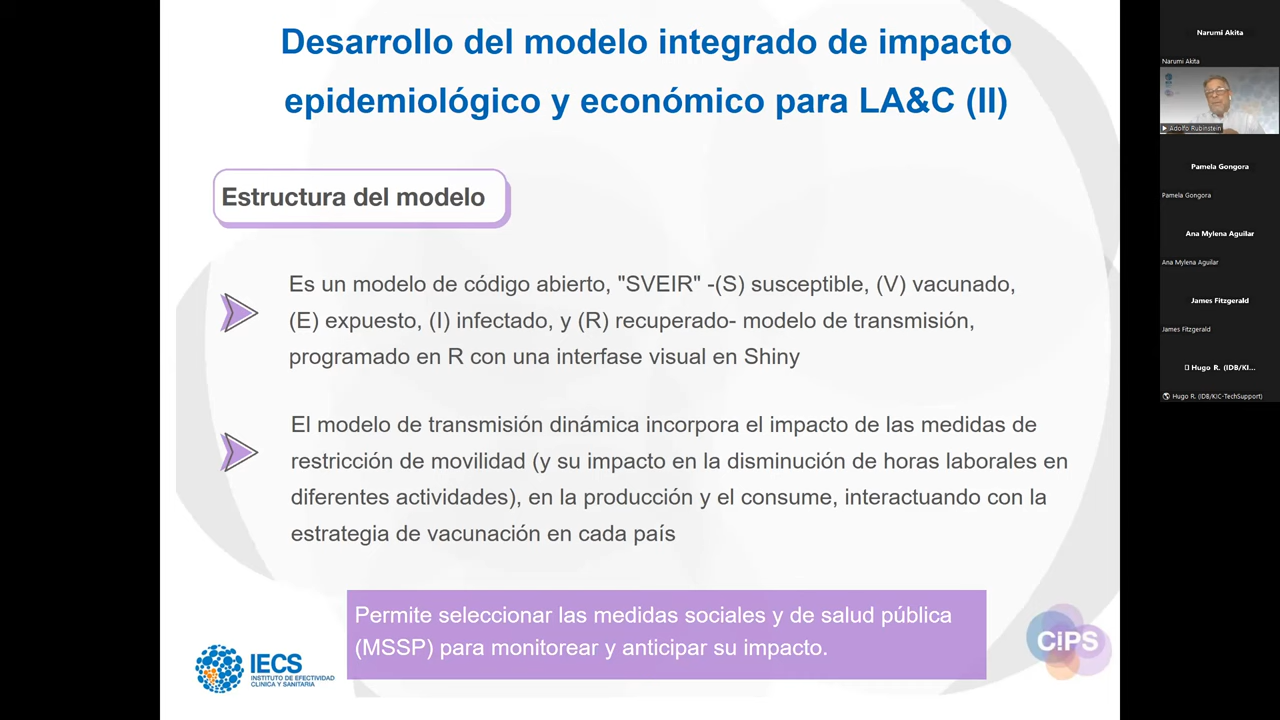 Desarrollo del modelo integrado de impacto
epidemiológico y económico para LA&C (II)
Estructura del modelo
Es un modelo de código abierto, "SVEIR" -(S) susceptible, (V) vacunado,
(E) expuesto, (I) infectado, y (R) recuperado- modelo de transmisión,
programado en R con una interfase visual en Shiny
El modelo de transmisión dinámica incorpora el impacto de las medidas de
restricción de movilidad (y su impacto en la disminución de horas laborales en
diferentes actividades), en la producción y el consume, interactuando con la
estrategia de vacunación en cada país
Permite seleccionar las medidas sociales y de salud pública
(MSSP) para monitorear y anticipar su impacto.
IECS
INSTITUTO DE EFECTIVIDAD
CLINICA Y SANITARIA
CiPS
Narumi Akita
Narumi Akita
Adolfo Rubinstein
Pamela Gongora
Pamela Gongora
Ana Mylena Aguilar
Ana Mylena Aguilar
James Fitzgerald
James Fitzgerald
Hugo R. (IDB/KI...
Hugo R. (IDB/KIC-TechSupport)